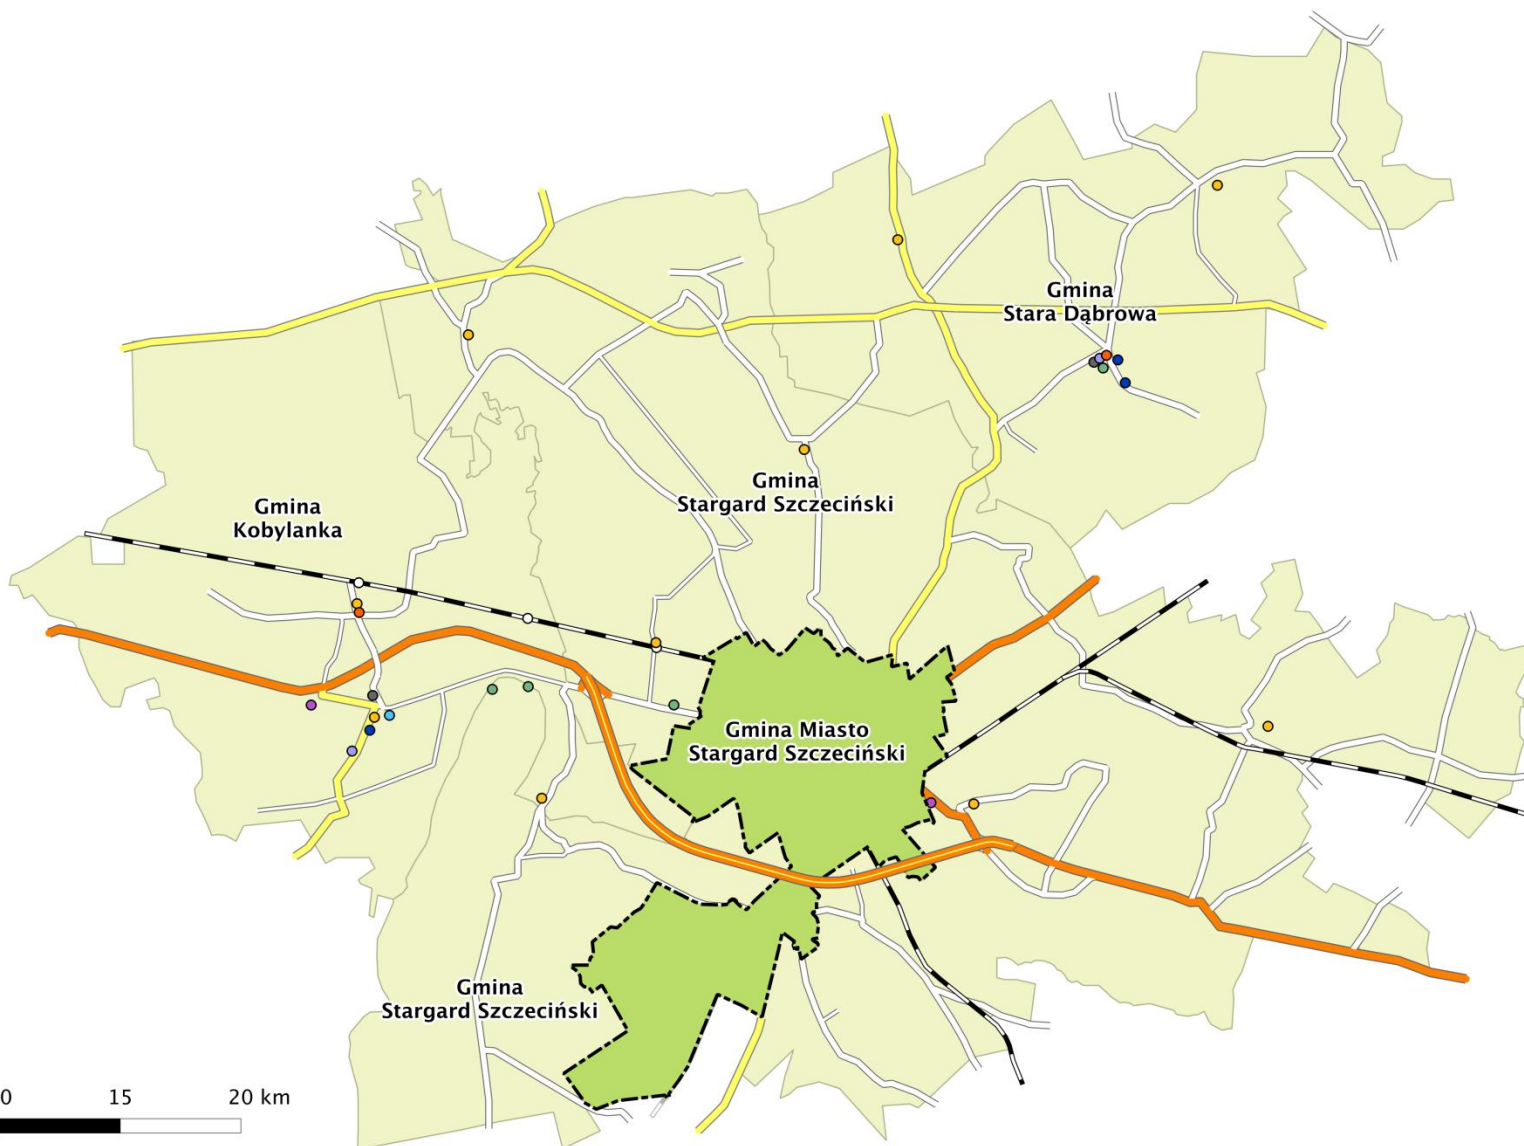 Gmina
Stara Dąbrowa
Gmina
Stargard Szczeciński
Gmina
Kobylanka
Gmina Miasto
Stargard Szczeciński
Gmina
Stargard Szczeciński
0 15 20 km